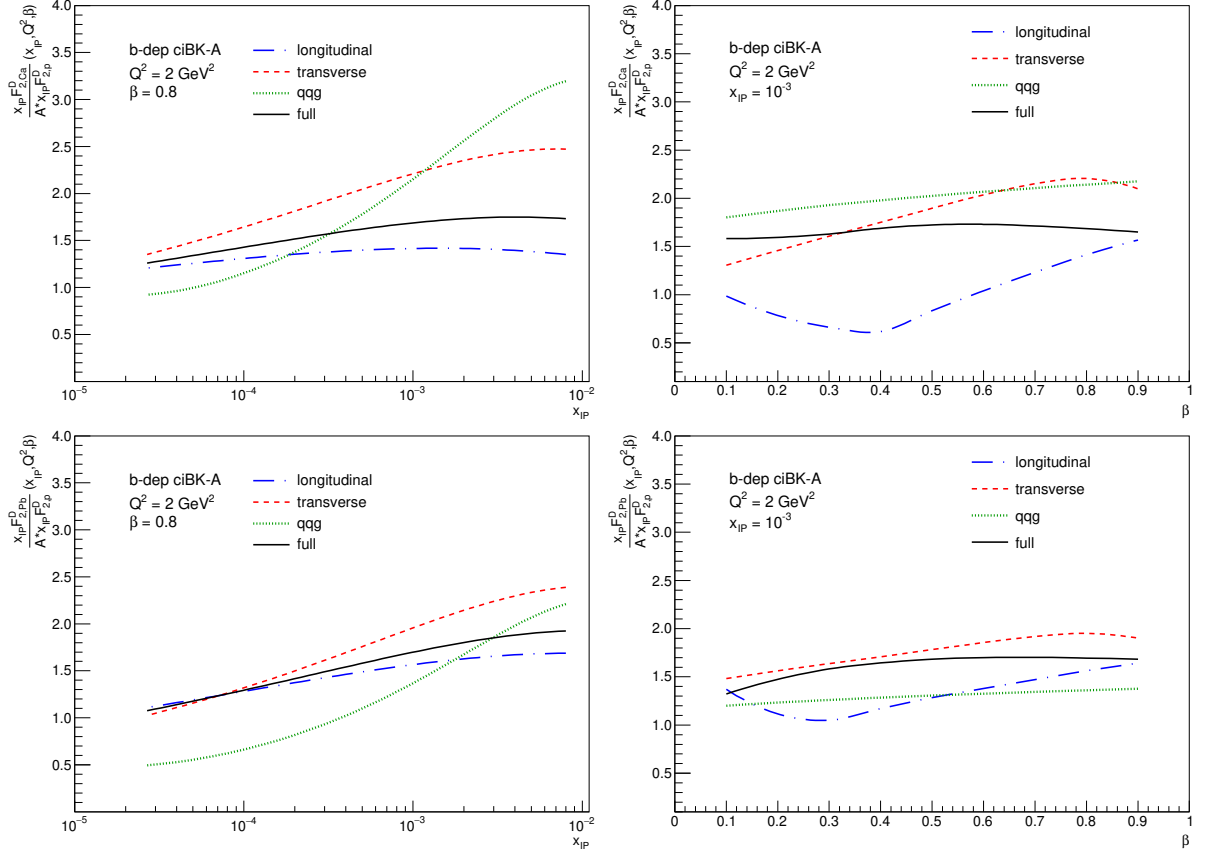 x_IP F^D_2,Ca / A*x_IP F^D_2,p (x_IP, Q²,β)
4.0
3.5
3.0
2.5
2.0
1.5
1.0
0.5
b-dep ciBK-A
Q² = 2 GeV²
β = 0.8
longitudinal
transverse
qqg
full
10⁻⁵ 10⁻⁴ 10⁻³ 10⁻²
x_IP
x_IP F^D_2,Ca / A*x_IP F^D_2,p (x_IP, Q²,β)
4.0
3.5
3.0
2.5
2.0
1.5
1.0
0.5
b-dep ciBK-A
Q² = 2 GeV²
x_IP = 10⁻³
longitudinal
transverse
qqg
full
0 0.1 0.2 0.3 0.4 0.5 0.6 0.7 0.8 0.9 1
β
x_IP F^D_2,Pb / A*x_IP F^D_2,p (x_IP, Q²,β)
4.0
3.5
3.0
2.5
2.0
1.5
1.0
0.5
b-dep ciBK-A
Q² = 2 GeV²
β = 0.8
longitudinal
transverse
qqg
full
10⁻⁵ 10⁻⁴ 10⁻³ 10⁻²
x_IP
x_IP F^D_2,Pb / A*x_IP F^D_2,p (x_IP, Q²,β)
4.0
3.5
3.0
2.5
2.0
1.5
1.0
0.5
b-dep ciBK-A
Q² = 2 GeV²
x_IP = 10⁻³
longitudinal
transverse
qqg
full
0 0.1 0.2 0.3 0.4 0.5 0.6 0.7 0.8 0.9 1
β